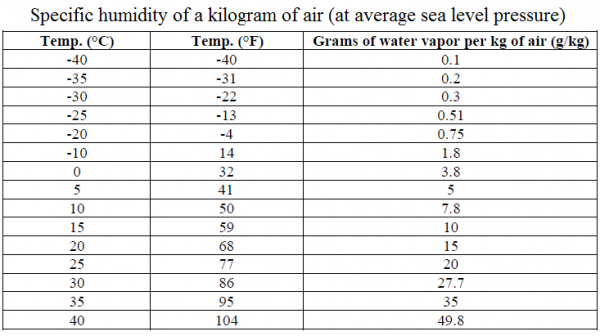 Specific humidity of a kilogram of air (at average sea level pressure)
Temp. (°C) Temp. (°F) Grams of water vapor per kg of air (g/kg)
-40 -40 0.1
-35 -31 0.2
-30 -22 0.3
-25 -13 0.51
-20 -4 0.75
-10 14 1.8
0 32 3.8
5 41 5
10 50 7.8
15 59 10
20 68 15
25 77 20
30 86 27.7
35 95 35
40 104 49.8